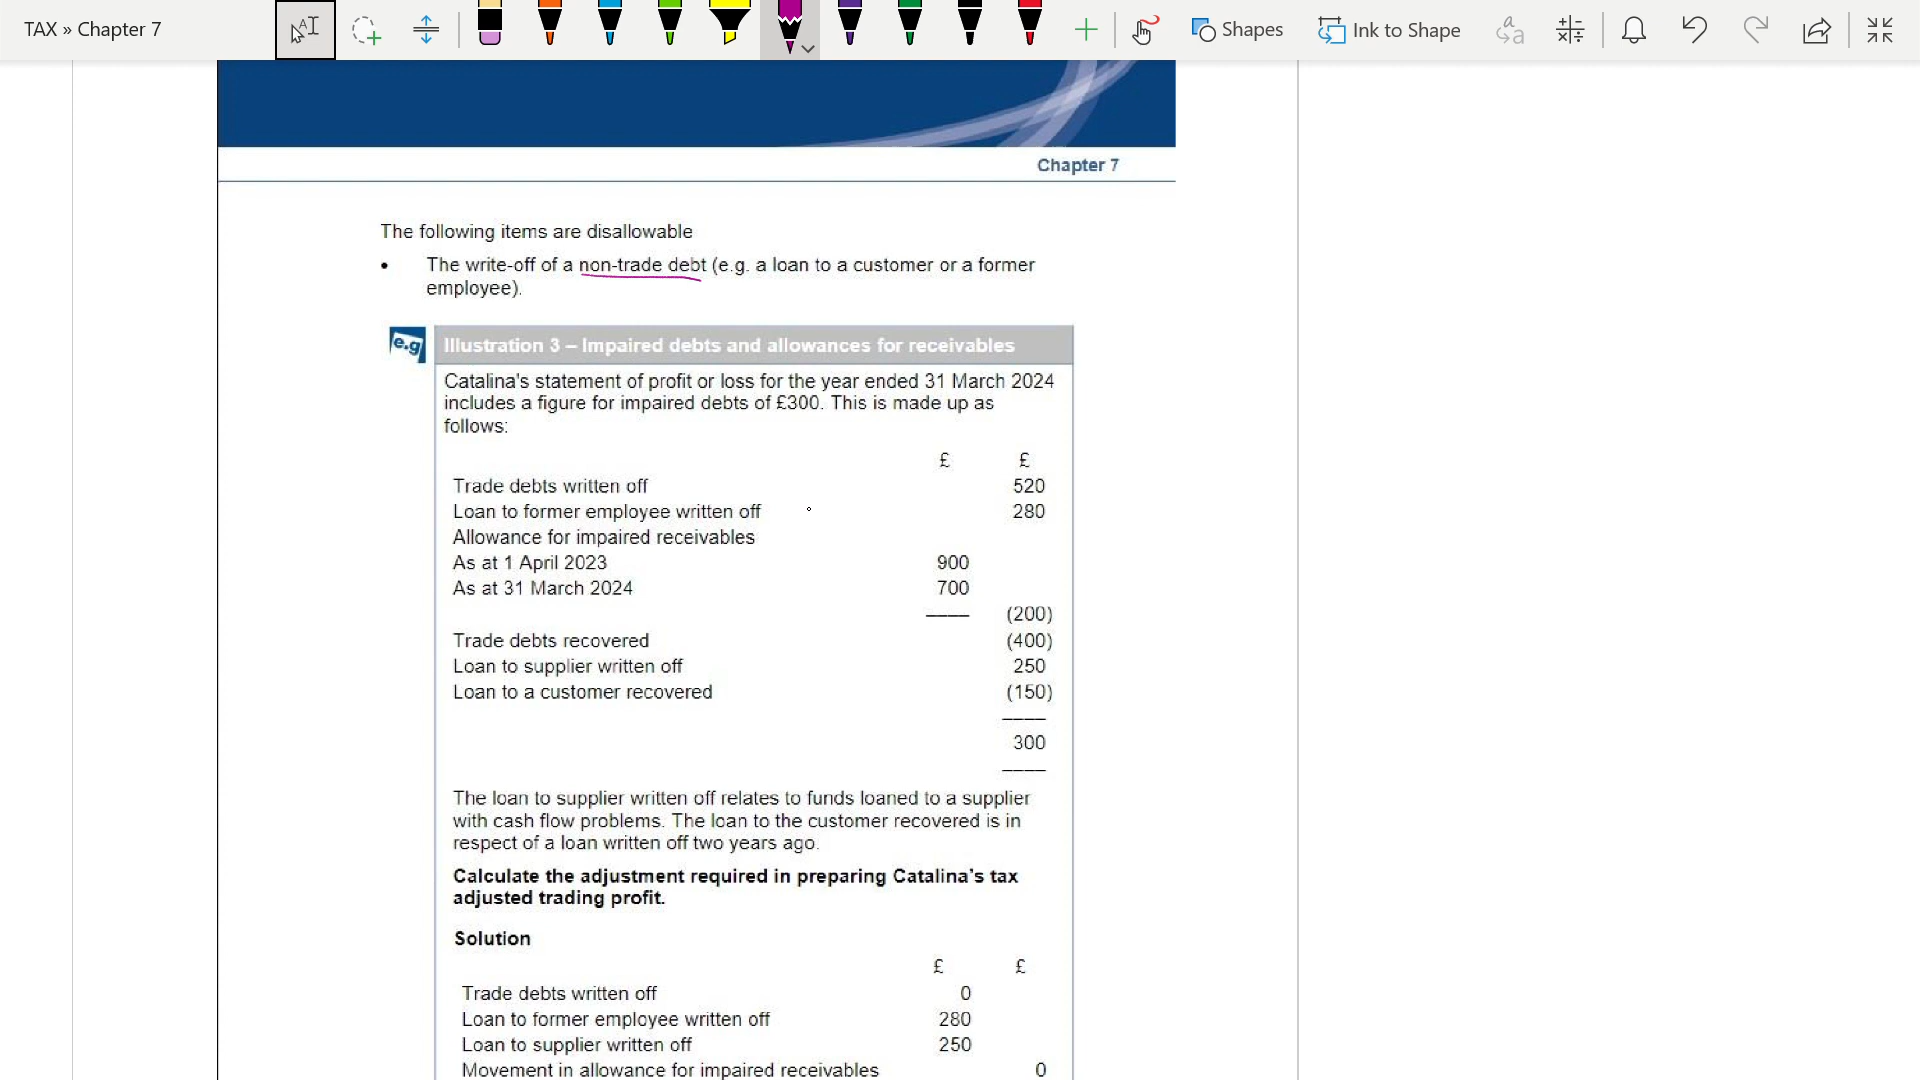 TAX » Chapter 7
Shapes
Ink to Shape
Chapter 7
The following items are disallowable
• The write-off of a non-trade debt (e.g. a loan to a customer or a former
employee).
e.g
Illustration 3 – Impaired debts and allowances for receivables
Catalina's statement of profit or loss for the year ended 31 March 2024
includes a figure for impaired debts of £300. This is made up as
follows:
£ £
Trade debts written off 520
Loan to former employee written off 280
Allowance for impaired receivables
As at 1 April 2023 900
As at 31 March 2024 700
(200)
Trade debts recovered (400)
Loan to supplier written off 250
Loan to a customer recovered (150)
300
The loan to supplier written off relates to funds loaned to a supplier
with cash flow problems. The loan to the customer recovered is in
respect of a loan written off two years ago.
Calculate the adjustment required in preparing Catalina's tax
adjusted trading profit.
Solution
£ £
Trade debts written off 0
Loan to former employee written off 280
Loan to supplier written off 250
Movement in allowance for impaired receivables 0